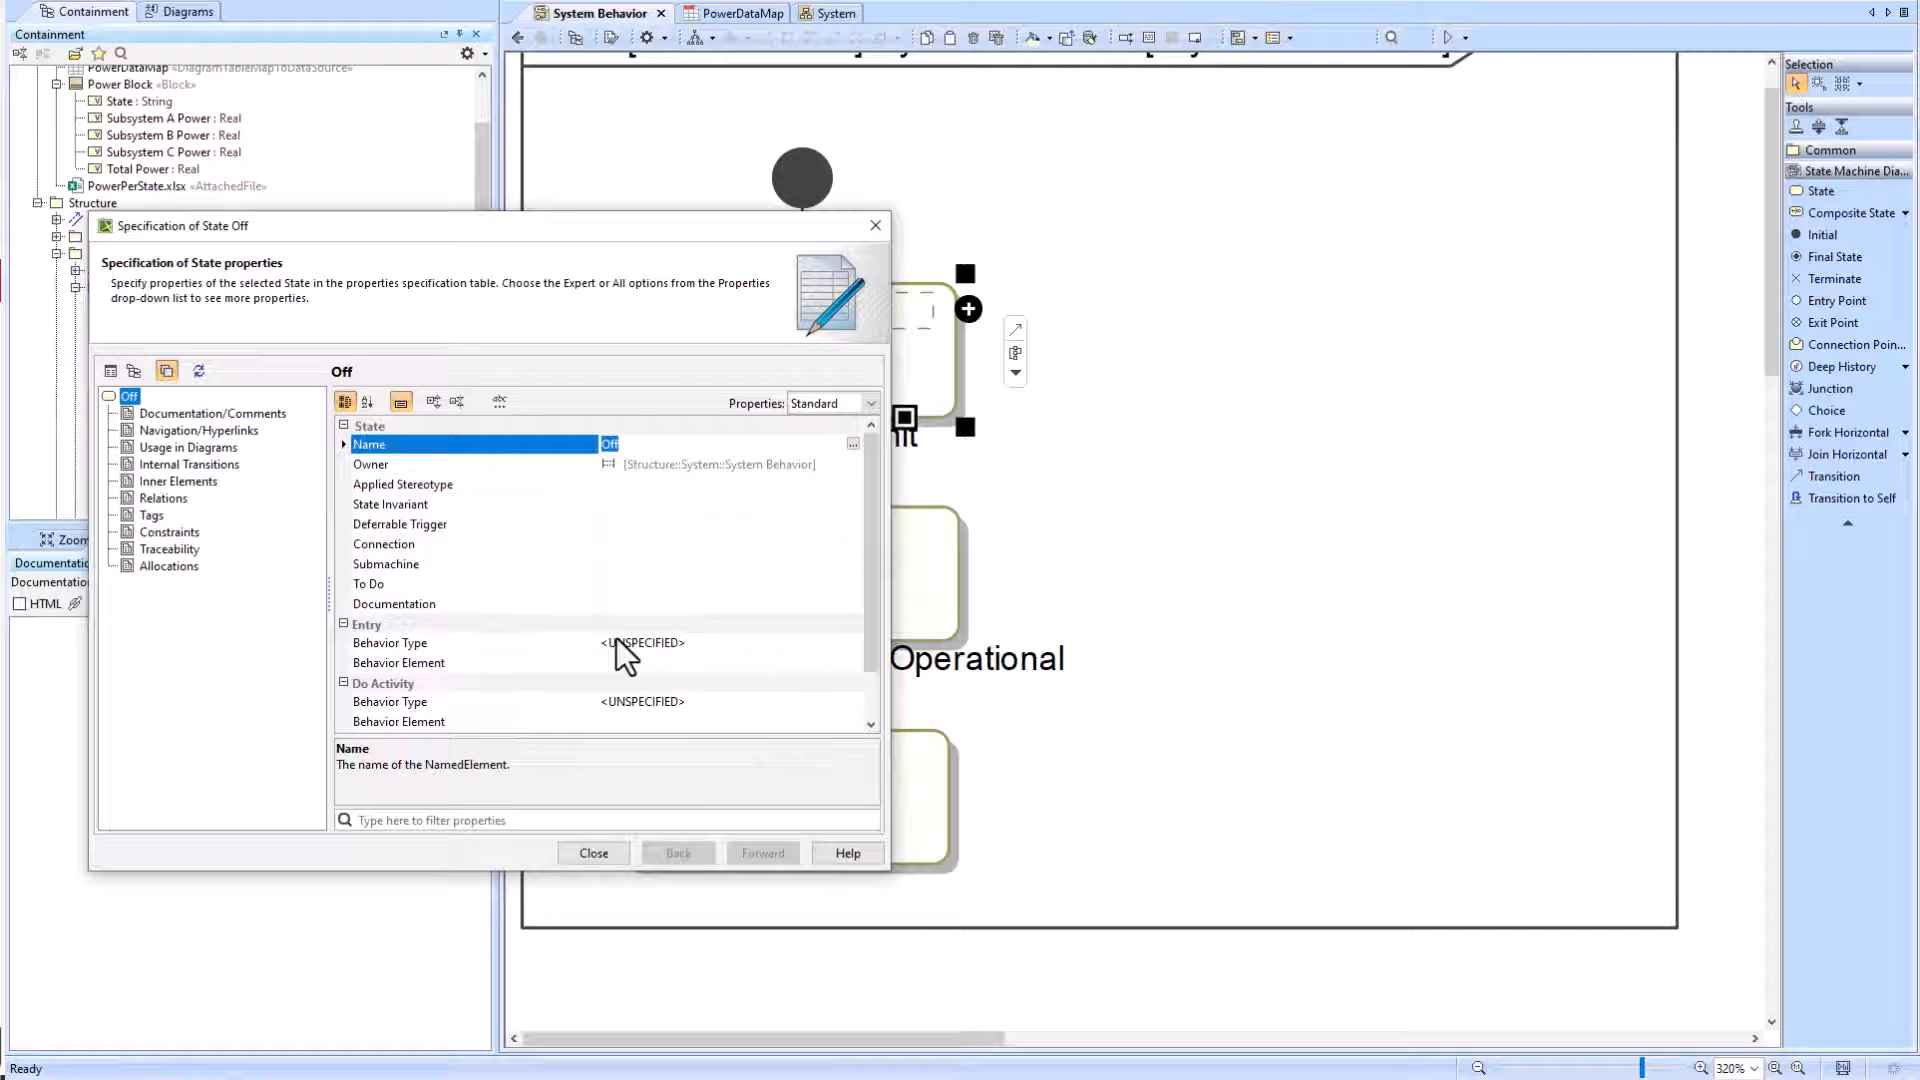 Containment
Diagrams
System Behavior
PowerDataMap
System
Containment
PowerDataMap «DiagramTableMapToDataSource»
Power Block «Block»
State : String
Subsystem A Power : Real
Subsystem B Power : Real
Subsystem C Power : Real
Total Power : Real
PowerPerState.xlsx «AttachedFile»
Structure
Specification of State Off
Specification of State properties
Specify properties of the selected State in the properties specification table. Choose the Expert or All options from the Properties
drop-down list to see more properties.
Off
Properties: Standard
Off
Documentation/Comments
Navigation/Hyperlinks
Usage in Diagrams
Internal Transitions
Inner Elements
Relations
Tags
Constraints
Traceability
Allocations
State
Name Off
Owner [Structure::System::System Behavior]
Applied Stereotype
State Invariant
Deferrable Trigger
Connection
Submachine
To Do
Documentation
Entry
Behavior Type <UNSPECIFIED>
Behavior Element
Do Activity
Behavior Type <UNSPECIFIED>
Behavior Element
Name
The name of the NamedElement.
Type here to filter properties
Close Back Forward Help
Zoom
Documentatio
Documentatio
HTML
Operational
Selection
Tools
Common
State Machine Dia...
State
Composite State
Initial
Final State
Terminate
Entry Point
Exit Point
Connection Poin...
Deep History
Junction
Choice
Fork Horizontal
Join Horizontal
Transition
Transition to Self
Ready
320%